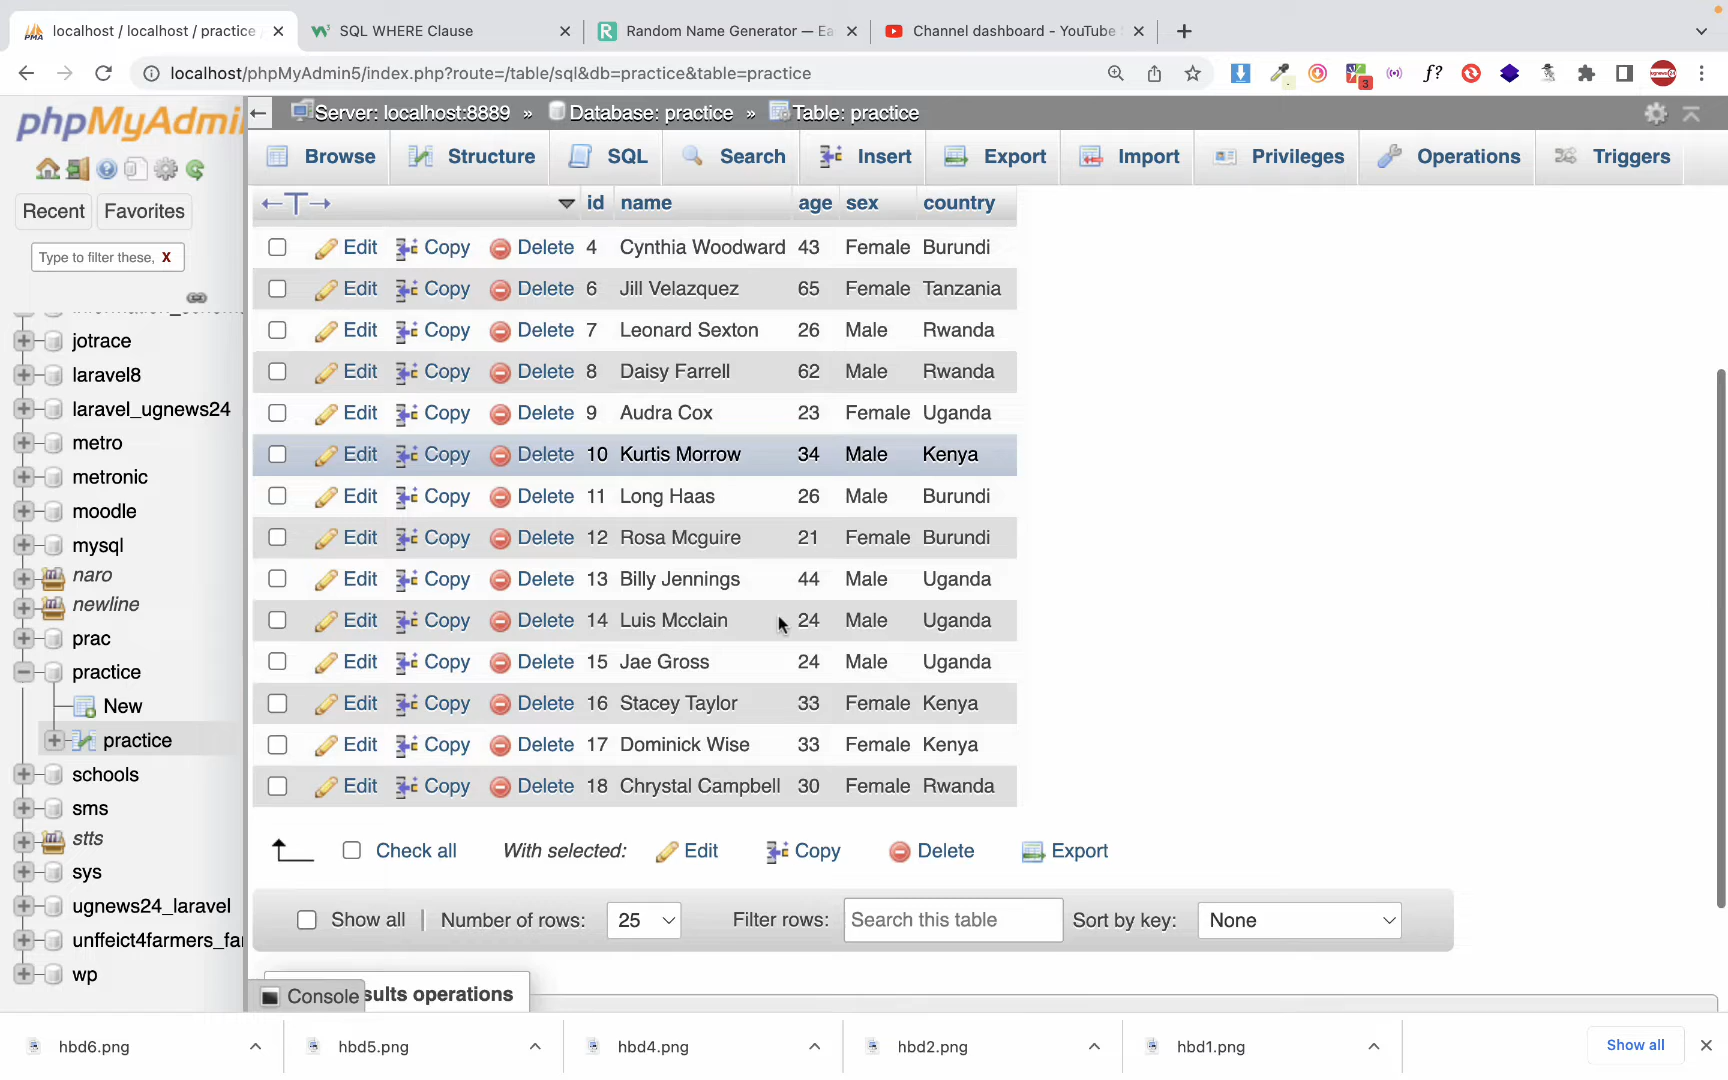 localhost / localhost / practice
SQL WHERE Clause
Random Name Generator — Ea
Channel dashboard - YouTube
localhost/phpMyAdmin5/index.php?route=/table/sql&db=practice&table=practice
f?
3
phpMyAdmi
Server: localhost:8889 » Database: practice » Table: practice
Browse Structure SQL Search Insert Export Import Privileges Operations Triggers
Recent Favorites
Type to filter these, X
jotrace
laravel8
laravel_ugnews24
metro
metronic
moodle
mysql
naro
newline
prac
practice
New
practice
schools
sms
stts
sys
ugnews24_laravel
unffeict4farmers_far
wp
←T→ id name age sex country
Edit Copy Delete 4 Cynthia Woodward 43 Female Burundi
Edit Copy Delete 6 Jill Velazquez 65 Female Tanzania
Edit Copy Delete 7 Leonard Sexton 26 Male Rwanda
Edit Copy Delete 8 Daisy Farrell 62 Male Rwanda
Edit Copy Delete 9 Audra Cox 23 Female Uganda
Edit Copy Delete 10 Kurtis Morrow 34 Male Kenya
Edit Copy Delete 11 Long Haas 26 Male Burundi
Edit Copy Delete 12 Rosa Mcguire 21 Female Burundi
Edit Copy Delete 13 Billy Jennings 44 Male Uganda
Edit Copy Delete 14 Luis Mcclain 24 Male Uganda
Edit Copy Delete 15 Jae Gross 24 Male Uganda
Edit Copy Delete 16 Stacey Taylor 33 Female Kenya
Edit Copy Delete 17 Dominick Wise 33 Female Kenya
Edit Copy Delete 18 Chrystal Campbell 30 Female Rwanda
Check all With selected: Edit Copy Delete Export
Show all | Number of rows: 25 Filter rows: Search this table Sort by key: None
Console sults operations
hbd6.png hbd5.png hbd4.png hbd2.png hbd1.png Show all